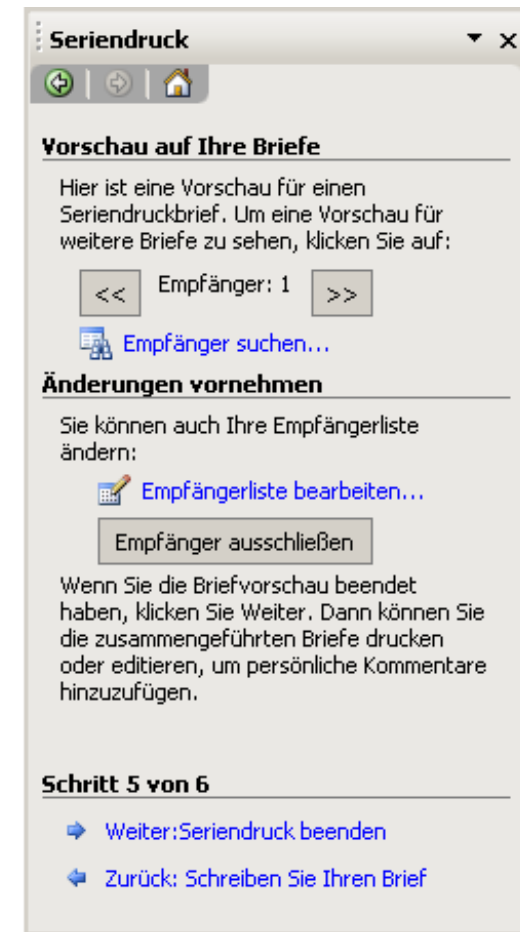 Seriendruck
Vorschau auf Ihre Briefe
Hier ist eine Vorschau für einen
Seriendruckbrief. Um eine Vorschau für
weitere Briefe zu sehen, klicken Sie auf:
<< Empfänger: 1 >>
Empfänger suchen...
Änderungen vornehmen
Sie können auch Ihre Empfängerliste
ändern:
Empfängerliste bearbeiten...
Empfänger ausschließen
Wenn Sie die Briefvorschau beendet
haben, klicken Sie Weiter. Dann können Sie
die zusammengeführten Briefe drucken
oder editieren, um persönliche Kommentare
hinzuzufügen.
Schritt 5 von 6
Weiter:Seriendruck beenden
Zurück: Schreiben Sie Ihren Brief